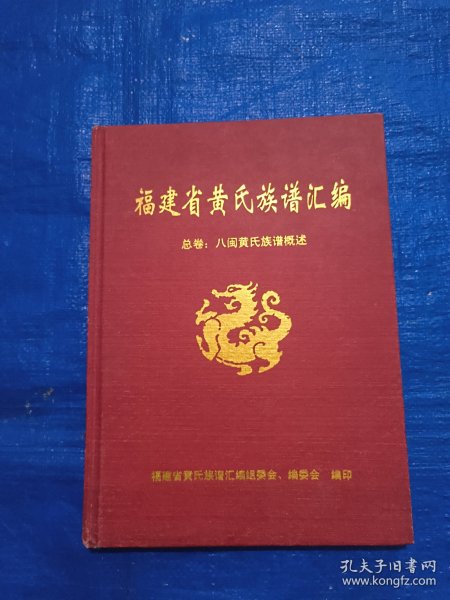 福建省黄氏族谱汇编
总卷：八闽黄氏族谱概述
福建省黄氏族谱汇编组委会、编委会 编印
孔夫子旧书网
www.kongfz.com